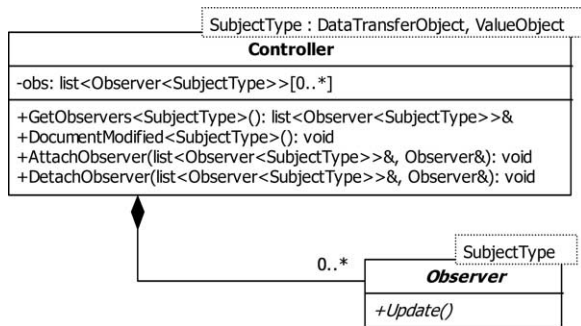 SubjectType : DataTransferObject, ValueObject
Controller
-obs: list<Observer<SubjectType>>[0..*]
+GetObservers<SubjectType>(): list<Observer<SubjectType>>&
+DocumentModified<SubjectType>(): void
+AttachObserver(list<Observer<SubjectType>>&, Observer&): void
+DetachObserver(list<Observer<SubjectType>>&, Observer&): void
0..*
SubjectType
Observer
+Update()